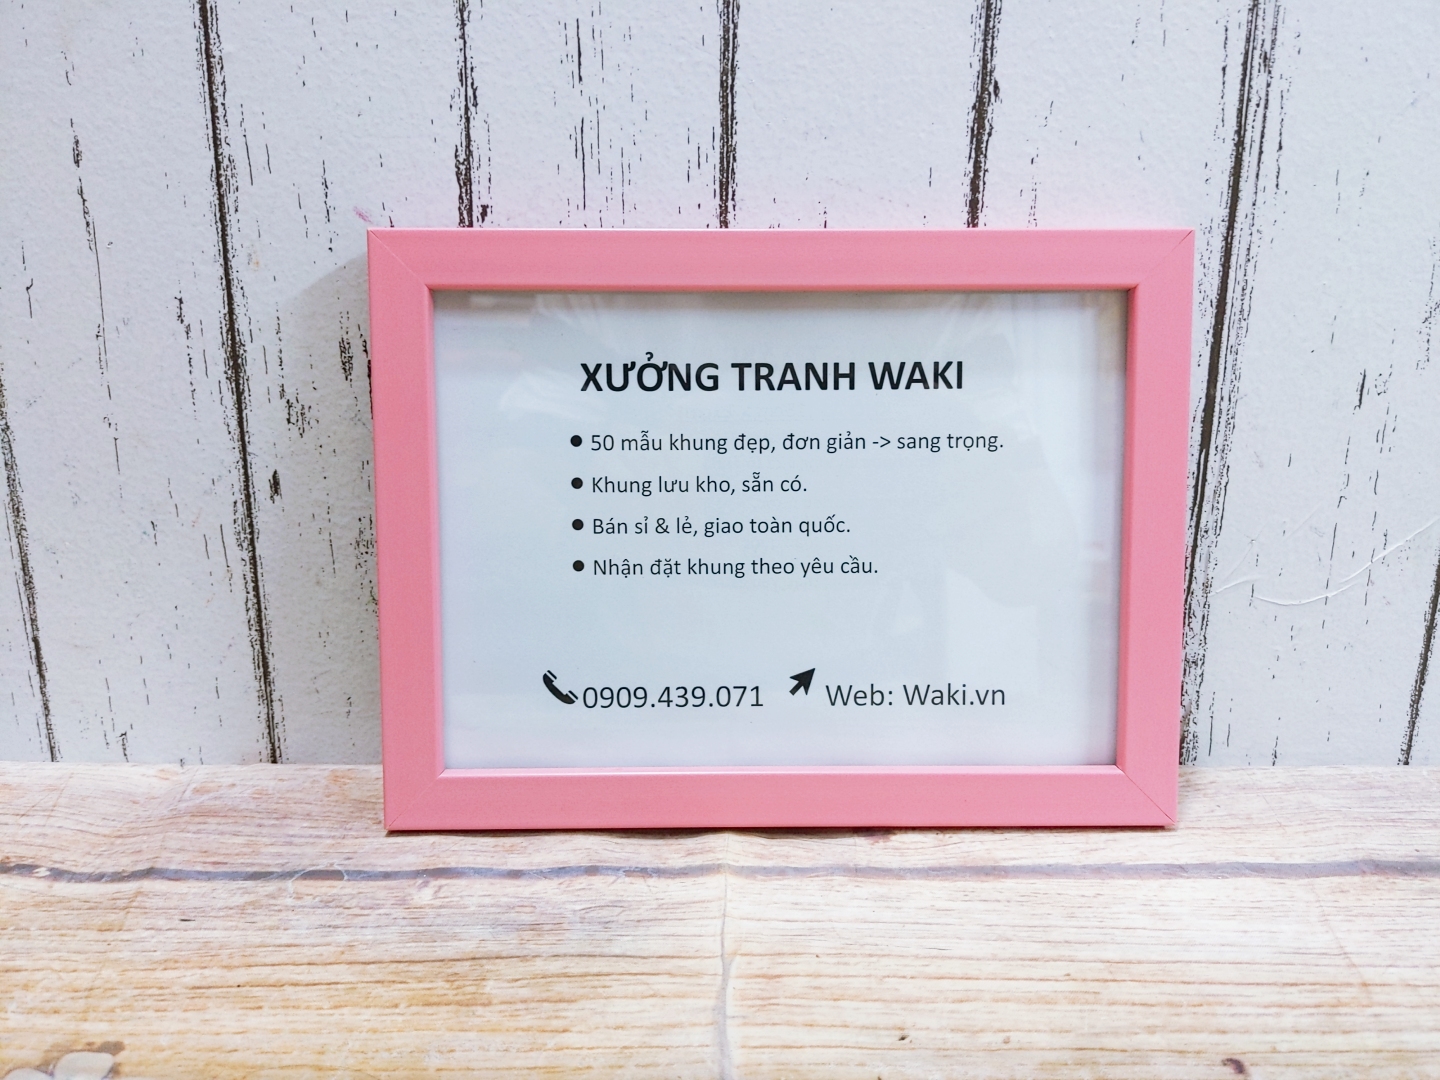 XƯỞNG TRANH WAKI
● 50 mẫu khung đẹp, đơn giản -> sang trọng.
● Khung lưu kho, sẵn có.
● Bán sỉ & lẻ, giao toàn quốc.
● Nhận đặt khung theo yêu cầu.
0909.439.071 Web: Waki.vn